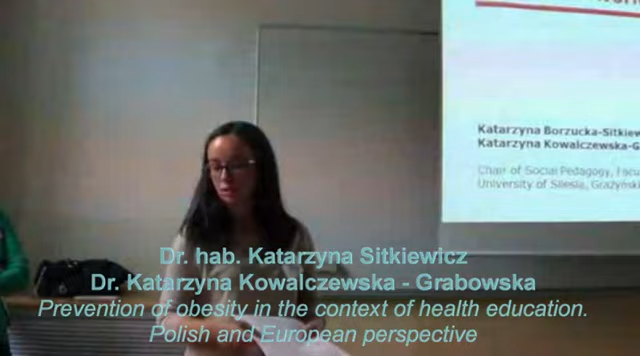 Katarzyna Borzucka-Sitkiew
Katarzyna Kowalczewska-G
Chair of Social Pedagogy, Facu
University of Silesia, Grażyński
Dr. hab. Katarzyna Sitkiewicz
Dr. Katarzyna Kowalczewska - Grabowska
Prevention of obesity in the context of health education.
Polish and European perspective